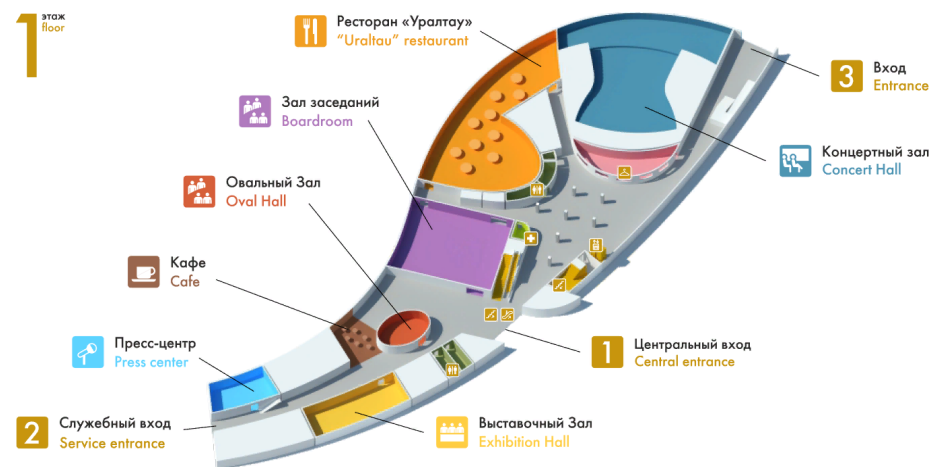 1 этаж
floor
Ресторан «Уралтау»
“Uraltau” restaurant
3 Вход
Entrance
Зал заседаний
Boardroom
Концертный зал
Concert Hall
Овальный Зал
Oval Hall
Кафе
Cafe
Пресс-центр
Press center
1 Центральный вход
Central entrance
2 Служебный вход
Service entrance
Выставочный Зал
Exhibition Hall